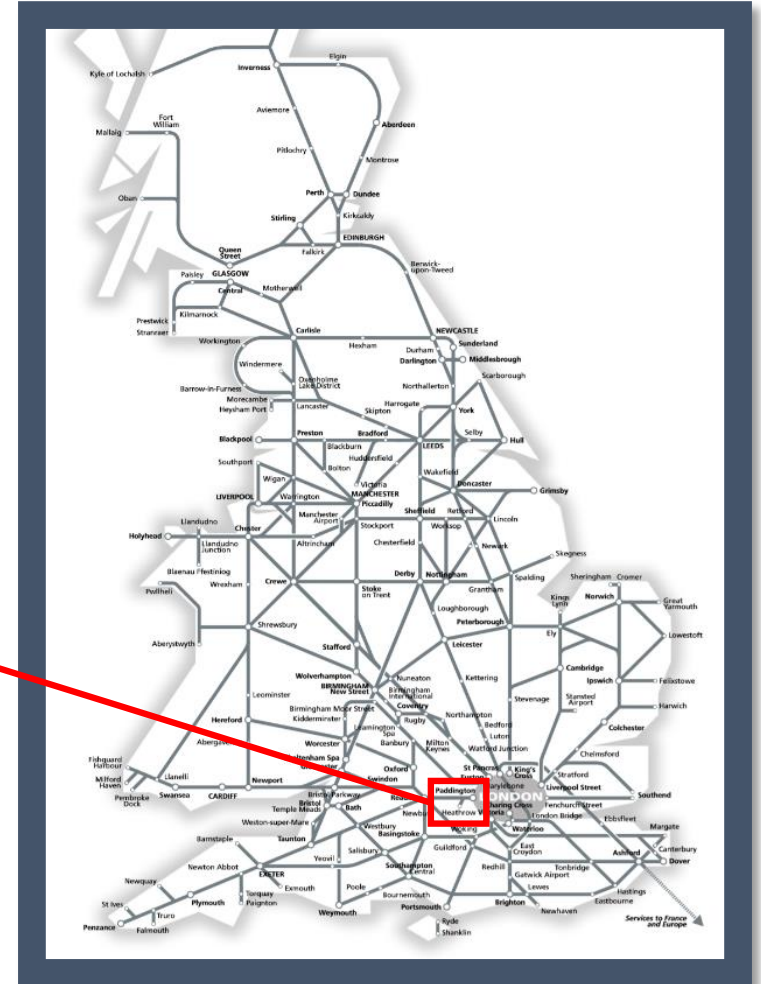 Elgin
Inverness
Kyle of Lochalsh
Aviemore
Fort
William
Mallaig
Aberdeen
Pitlochry
Montrose
Perth
Dundee
Oban
Stirling
Kirkcaldy
EDINBURGH
Queen
Street
Falkirk
Berwick-
upon-Tweed
Paisley
GLASGOW
Central
Motherwell
Prestwick
Kilmarnock
Stranraer
Carlisle
NEWCASTLE
Workington
Hexham
Sunderland
Durham
Darlington
Middlesbrough
Windermere
Scarborough
Oxenholme
Lake District
Barrow-in-Furness
Northallerton
Morecambe
Heysham Port
Lancaster
Harrogate
Skipton
York
Preston
Bradford
Selby
Blackpool
Blackburn
LEEDS
Hull
Southport
Huddersfield
Bolton
Wakefield
Wigan
Victoria
Doncaster
MANCHESTER
Grimsby
LIVERPOOL
Warrington
Piccadilly
Sheffield
Retford
Llandudno
Manchester
Airport
Lincoln
Chester
Stockport
Worksop
Holyhead
Llandudno
Junction
Altrincham
Chesterfield
Newark
Skegness
Blaenau Ffestiniog
Derby
Nottingham
Sheringham
Cromer
Pwllheli
Wrexham
Crewe
Stoke
on Trent
Grantham
Spalding
Kings
Lynn
Norwich
Great
Yarmouth
Loughborough
Peterborough
Shrewsbury
Ely
Lowestoft
Aberystwyth
Stafford
Leicester
Wolverhampton
Nuneaton
Kettering
Cambridge
BIRMINGHAM
New Street
Birmingham
International
Ipswich
Felixstowe
Leominster
Coventry
Stevenage
Stansted
Airport
Harwich
Birmingham Moor Street
Kidderminster
Rugby
Northampton
Hereford
Leamington
Spa
Bedford
Colchester
Worcester
Banbury
Milton
Keynes
Luton
Watford Junction
Chelmsford
Fishguard
Harbour
Oxford
St Pancras
King's
Cross
Stratford
Milford
Haven
Llanelli
Newport
Swindon
Paddington
Liverpool Street
Pembroke
Dock
Swansea
CARDIFF
Bristol Parkway
Bristol
Temple Meads
Bath
LONDON
Southend
Fenchurch Street
Heathrow
London Bridge
Ebbsfleet
Weston-super-Mare
Westbury
Basingstoke
Woking
Waterloo
Margate
Barnstaple
Taunton
Salisbury
Guildford
East
Croydon
Canterbury
Yeovil
Redhill
Tonbridge
Ashford
Dover
Newton Abbot
EXETER
Southampton
Central
Gatwick Airport
Newquay
Exmouth
Poole
Lewes
Hastings
Torquay
Paignton
Bournemouth
Eastbourne
St Ives
Plymouth
Weymouth
Portsmouth
Brighton
Newhaven
Truro
Penzance
Falmouth
Ryde
Shanklin
Services to France
and Europe